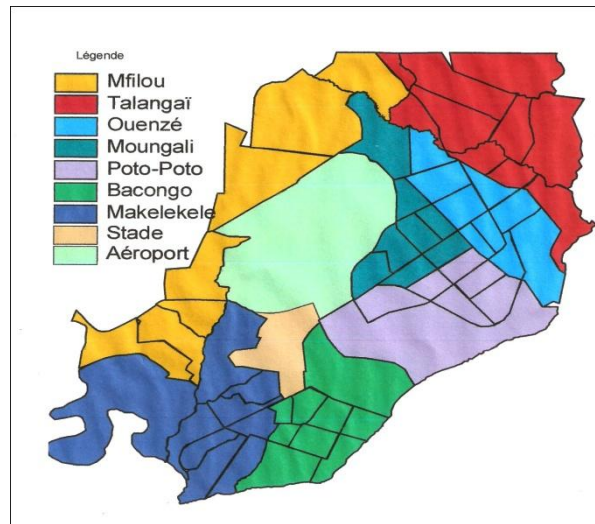 Légende
Mfilou
Talangaï
Ouenzé
Moungali
Poto-Poto
Bacongo
Makelekele
Stade
Aéroport